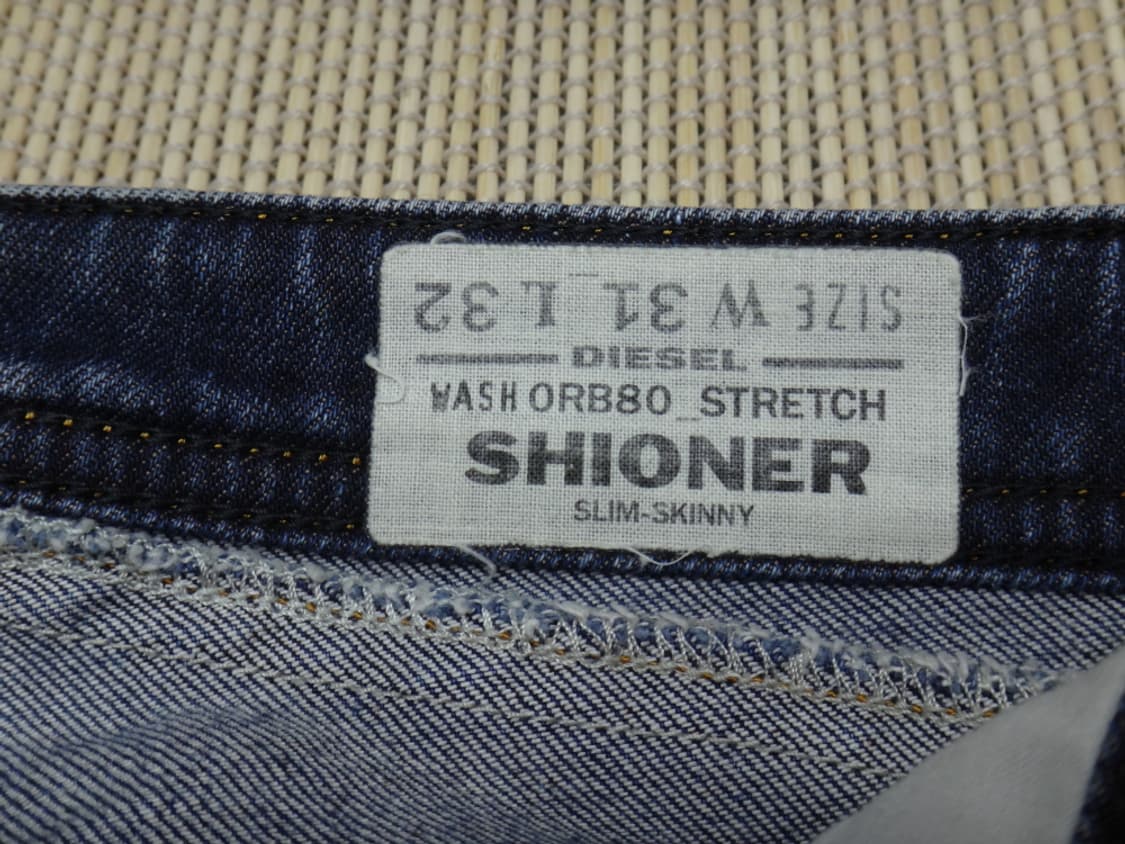 SIZE W 31 L 32
DIESEL
WASH ORB80_STRETCH
SHIONER
SLIM-SKINNY